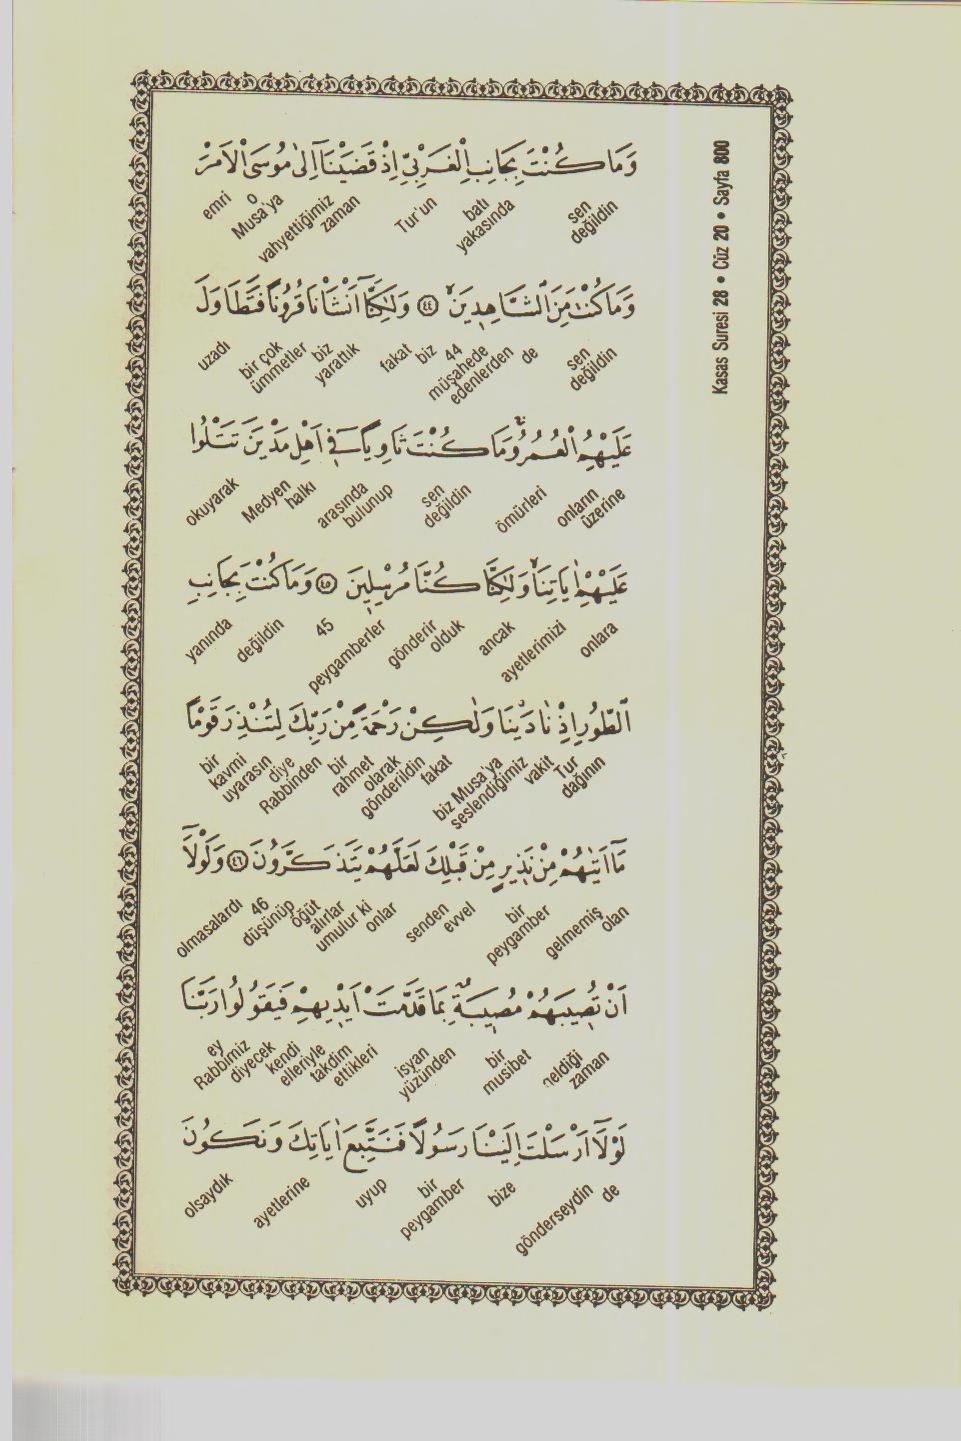 Kasas Suresi 28 • Cüz 20 • Sayfa 800
وَمَا كُنْتَ بِجَانِبِ الْغَرْبِيِّ اِذْ قَضَيْنَآ اِلٰى مُوسَى الْاَمْرَ
sen değildin batı yakasında Tur'un vahyettiğimiz zaman o Musa'ya emri
وَمَا كُنْتَ مِنَ الشَّاهِدِينَ ﴿٤٤﴾ وَلٰكِنَّآ اَنْشَاْنَا قُرُونًا فَتَطَاوَلَ
sen değildin de müşahede edenlerden 44 biz fakat biz yarattık bir çok ümmetler uzadı
عَلَيْهِمُ الْعُمُرُ وَمَا كُنْتَ ثَاوِيًا فِى اَهْلِ مَدْيَنَ تَتْلُوا
onların üzerine ömürleri sen değildin arasında bulunup Medyen halkı okuyarak
عَلَيْهِمْ اٰيَاتِنَا وَلٰكِنَّا كُنَّا مُرْسِلِينَ ﴿٤٥﴾ وَمَا كُنْتَ بِجَانِبِ
onlara ayetlerimizi ancak gönderir olduk peygamberler 45 değildin yanında
الطُّورِ اِذْ نَادَيْنَا وَلٰكِنْ رَحْمَةً مِنْ رَبِّكَ لِتُنْذِرَ قَوْمًا
Tur dağının vakit biz Musa'ya seslendiğimiz fakat rahmet olarak gönderildin bir Rabbinden diye uyarasın bir kavmi
مَآ اَتٰيهُمْ مِنْ نَذِيرٍ مِنْ قَبْلِكَ لَعَلَّهُمْ يَتَذَكَّرُونَ ﴿٤٦﴾ وَلَوْلَآ
gelmemiş olan bir peygamber senden evvel umulur ki onlar öğüt alırlar düşünüp 46 olmasalardı
اَنْ تُصِيبَهُمْ مُصِيبَةٌ بِمَا قَدَّمَتْ اَيْدِيهِمْ فَيَقُولُوا رَبَّنَا
zaman bir musibet isyan yüzünden takdim ettikleri kendi elleriyle diyecek ey Rabbimiz
لَوْلَآ اَرْسَلْتَ اِلَيْنَا رَسُولًا فَنَتَّبِعَ اٰيَاتِكَ وَنَكُونَ
de gönderseydin bize bir peygamber uyup ayetlerine olsaydık